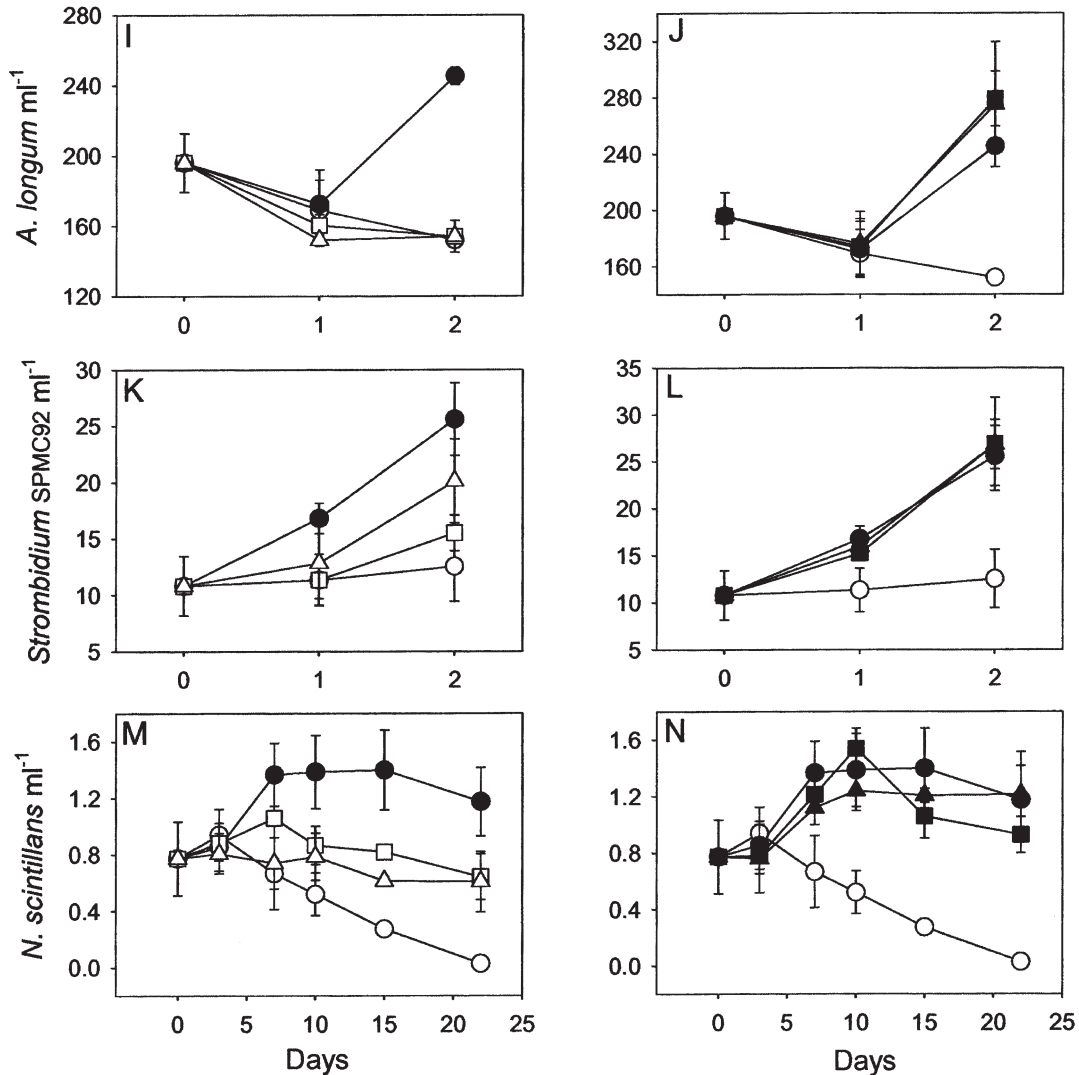 I
A. longum ml⁻¹
280
240
200
160
120
0 1 2
J
320
280
240
200
160
0 1 2
K
Strombidium SPMC92 ml⁻¹
30
25
20
15
10
5
0 1 2
L
35
30
25
20
15
10
5
0 1 2
M
N. scintillans ml⁻¹
1.6
1.2
0.8
0.4
0.0
0 5 10 15 20 25
Days
N
1.6
1.2
0.8
0.4
0.0
0 5 10 15 20 25
Days